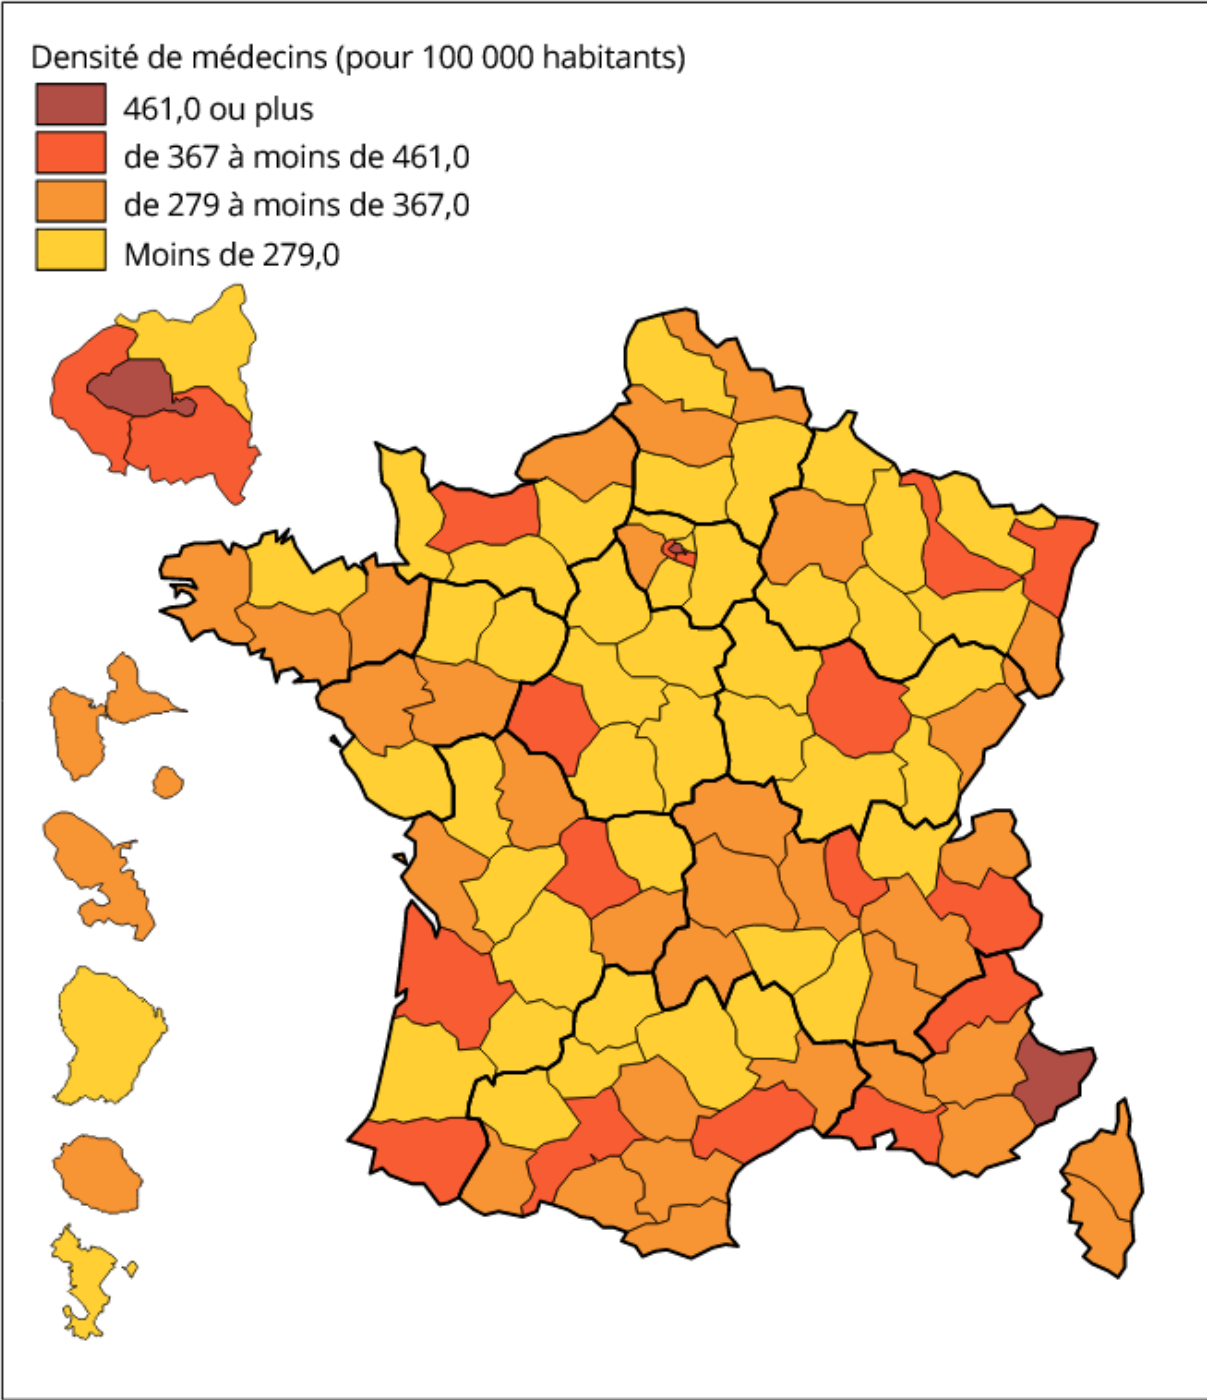 Densité de médecins (pour 100 000 habitants)
461,0 ou plus
de 367 à moins de 461,0
de 279 à moins de 367,0
Moins de 279,0